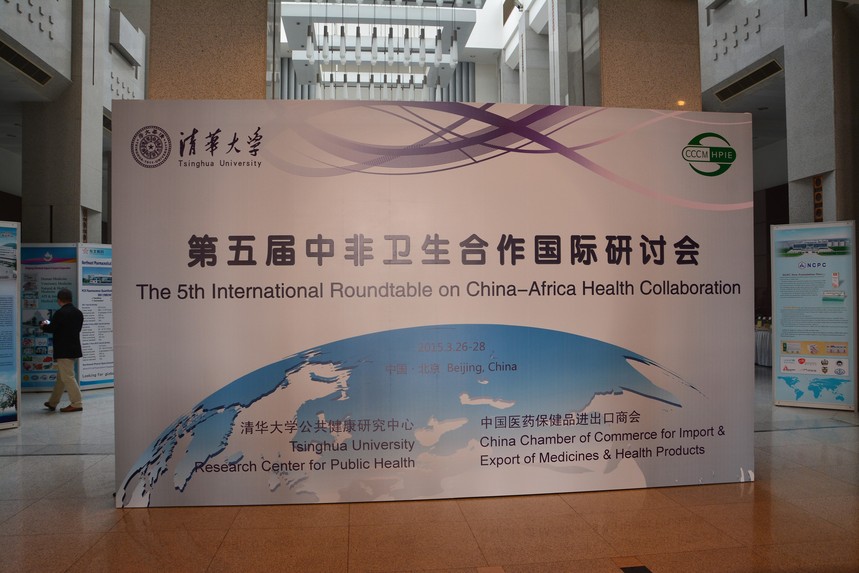 清华大学
Tsinghua University
CCCM HPIE
第五届中非卫生合作国际研讨会
The 5th International Roundtable on China-Africa Health Collaboration
2015.3.26-28
中国·北京 Beijing, China
清华大学公共健康研究中心
Tsinghua University
Research Center for Public Health
中国医药保健品进出口商会
China Chamber of Commerce for Import &
Export of Medicines & Health Products
NCPC